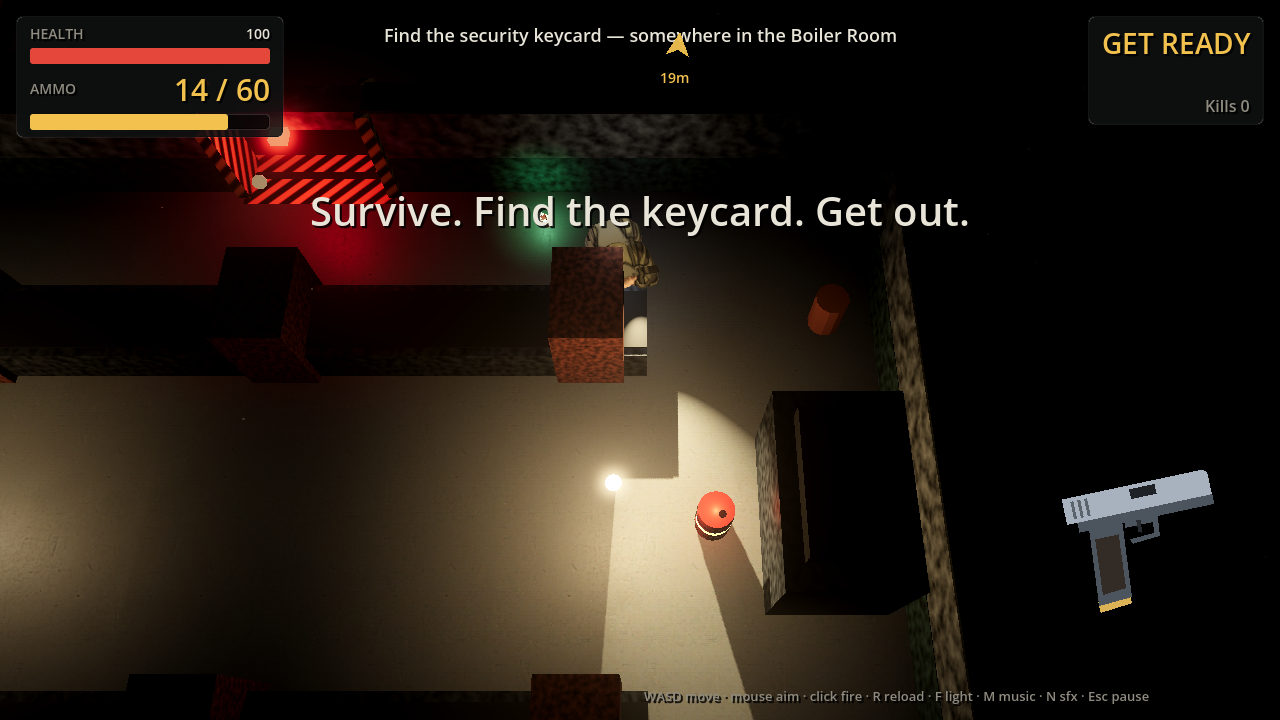 HEALTH 100
AMMO 14 / 60
Find the security keycard — somewhere in the Boiler Room
19m
GET READY
Kills 0
Survive. Find the keycard. Get out.
WASD move · mouse aim · click fire · R reload · F light · M music · N sfx · Esc pause